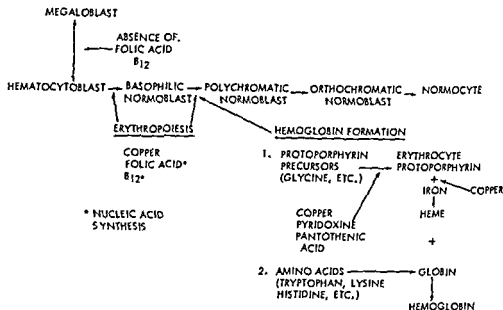 MEGALOBLAST
ABSENCE OF.
FOLIC ACID
B12
HEMATOCYTOBLAST BASOPHILIC POLYCHROMATIC ORTHOCHROMATIC NORMOCYTE
NORMOBLAST NORMOBLAST NORMOBLAST
ERYTHROPOIESIS HEMOGLOBIN FORMATION
COPPER
FOLIC ACID*
B12*
* NUCLEIC ACID
SYNTHESIS
1. PROTOPORPHYRIN
PRECURSORS
(GLYCINE, ETC.)
ERYTHROCYTE
PROTOPORPHYRIN
+
IRON COPPER
HEME
COPPER
PYRIDOXINE
PANTOTHENIC
ACID
+
2. AMINO ACIDS GLOBIN
(TRYPTOPHAN, LYSINE
HISTIDINE, ETC.)
HEMOGLOBIN